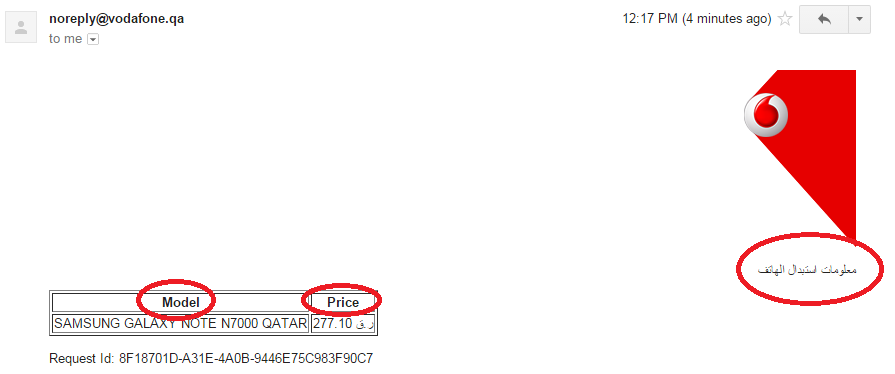 noreply@vodafone.qa
12:17 PM (4 minutes ago)
to me
معلومات استبدال الهاتف
Model Price
SAMSUNG GALAXY NOTE N7000 QATAR 277.10 ر.ق
Request Id: 8F18701D-A31E-4A0B-9446E75C983F90C7